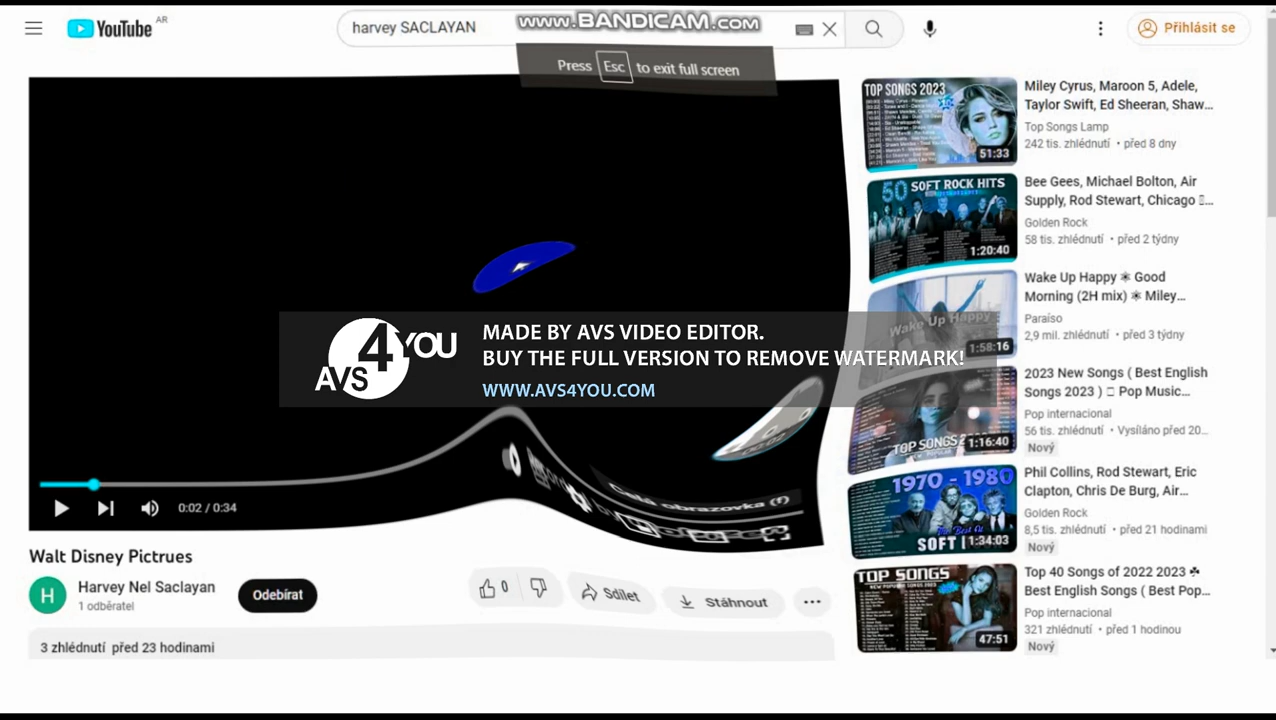 YouTube AR
harvey SACLAYAN
WWW.BANDICAM.COM
Přihlásit se
Press Esc to exit full screen
TOP SONGS 2023
51:33
Miley Cyrus, Maroon 5, Adele,
Taylor Swift, Ed Sheeran, Shaw...
Top Songs Lamp
242 tis. zhlédnutí • před 8 dny
50 SOFT ROCK HITS
1:20:40
Bee Gees, Michael Bolton, Air
Supply, Rod Stewart, Chicago ...
Golden Rock
58 tis. zhlédnutí • před 2 týdny
Wake Up Happy
1:58:16
Wake Up Happy ☀ Good
Morning (2H mix) ☀ Miley...
Paraíso
2,9 mil. zhlédnutí • před 3 týdny
AVS4YOU
MADE BY AVS VIDEO EDITOR.
BUY THE FULL VERSION TO REMOVE WATERMARK!
WWW.AVS4YOU.COM
TOP SONGS
1:16:40
2023 New Songs ( Best English
Songs 2023 ) Pop Music...
Pop internacional
56 tis. zhlédnutí • Vysíláno před 20...
Nový
obrazovka (f)
0:02 / 0:34
1970 - 1980
SOFT
1:34:03
Phil Collins, Rod Stewart, Eric
Clapton, Chris De Burg, Air...
Golden Rock
8,5 tis. zhlédnutí • před 21 hodinami
Nový
Walt Disney Pictrues
H
Harvey Nel Saclayan
1 odběratel
Odebírat
0
Sdílet
Stáhnout
...
3 zhlédnutí před 23 hodinami
TOP SONGS
47:51
Top 40 Songs of 2022 2023 ☘
Best English Songs ( Best Pop...
Pop internacional
321 zhlédnutí • před 1 hodinou
Nový